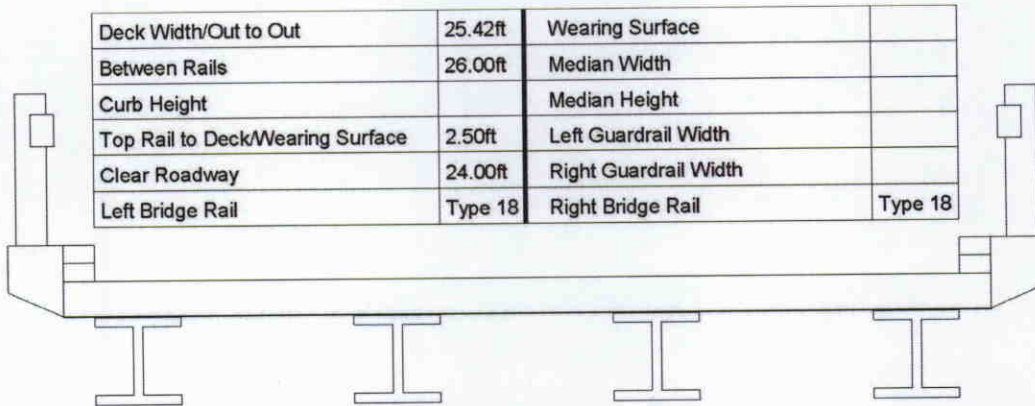 Deck Width/Out to Out 25.42ft Wearing Surface
Between Rails 26.00ft Median Width
Curb Height Median Height
Top Rail to Deck/Wearing Surface 2.50ft Left Guardrail Width
Clear Roadway 24.00ft Right Guardrail Width
Left Bridge Rail Type 18 Right Bridge Rail Type 18